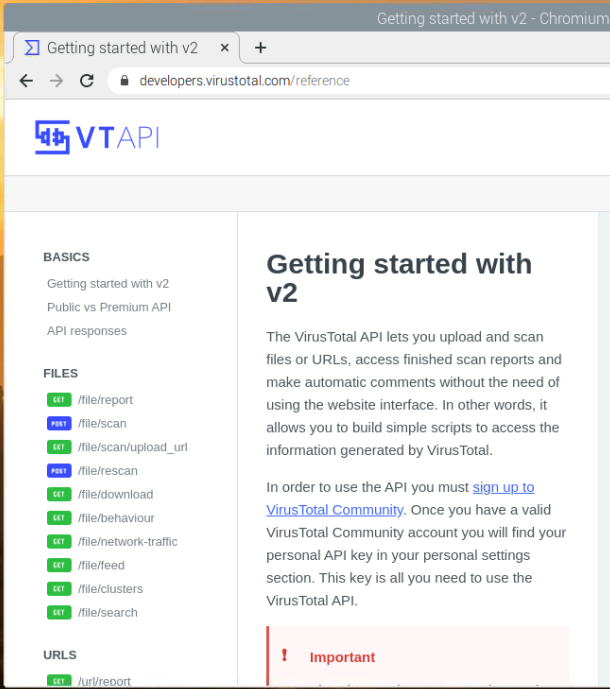 Getting started with v2 - Chromium
Getting started with v2 × +
developers.virustotal.com/reference
VTAPI
BASICS
Getting started with v2
Public vs Premium API
API responses
FILES
GET /file/report
POST /file/scan
GET /file/scan/upload_url
POST /file/rescan
GET /file/download
GET /file/behaviour
GET /file/network-traffic
GET /file/feed
GET /file/clusters
GET /file/search
URLS
GET /url/report
Getting started with
v2
The VirusTotal API lets you upload and scan
files or URLs, access finished scan reports and
make automatic comments without the need of
using the website interface. In other words, it
allows you to build simple scripts to access the
information generated by VirusTotal.
In order to use the API you must sign up to
VirusTotal Community. Once you have a valid
VirusTotal Community account you will find your
personal API key in your personal settings
section. This key is all you need to use the
VirusTotal API.
! Important